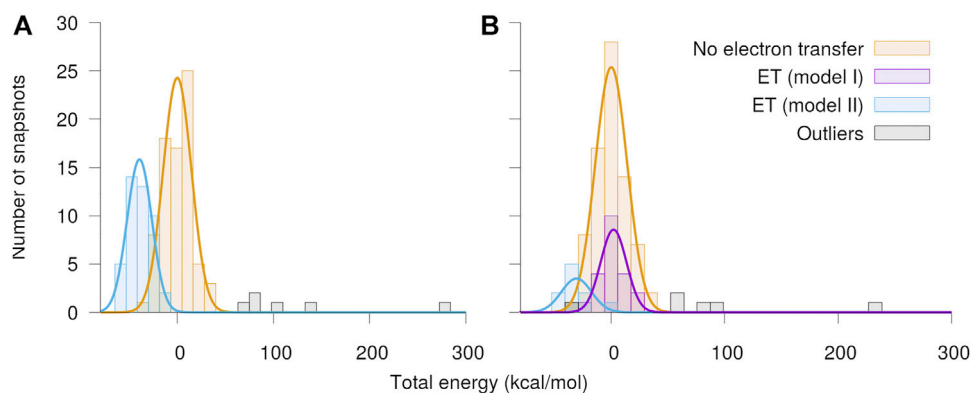 A
B
30
25
20
15
10
5
0
Number of snapshots
No electron transfer
ET (model I)
ET (model II)
Outliers
0 100 200 300
0 100 200 300
Total energy (kcal/mol)